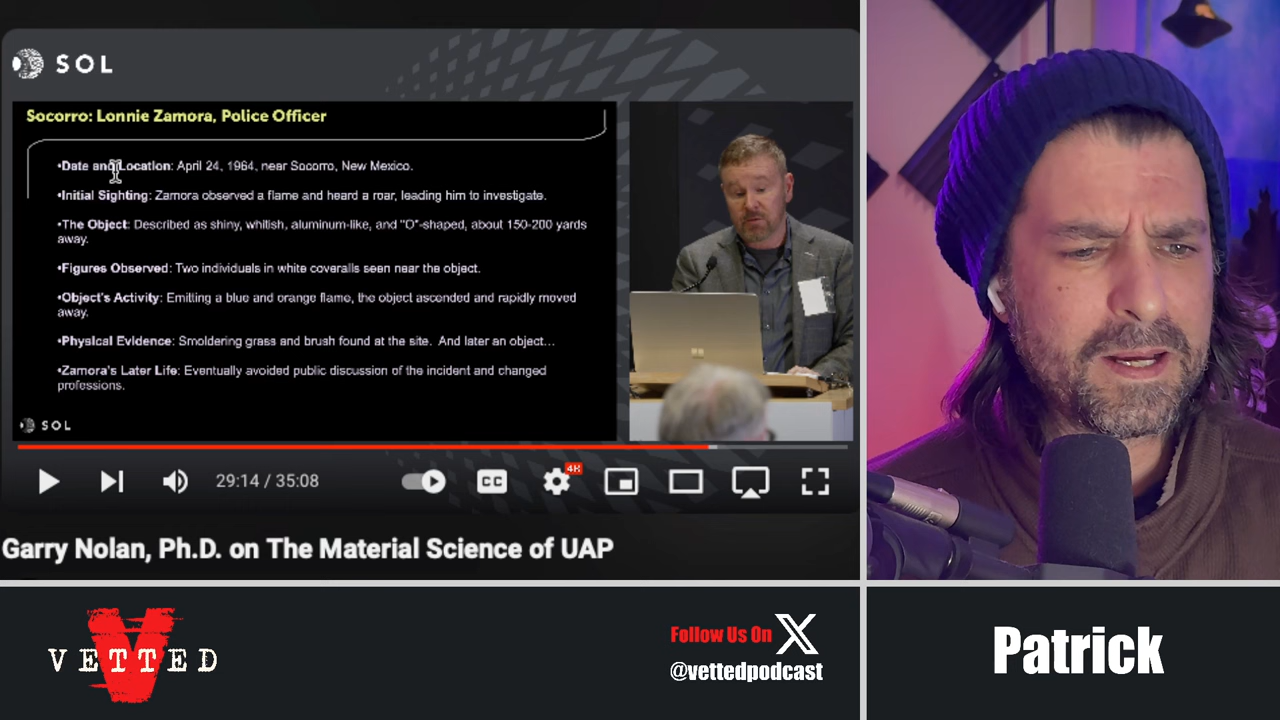 SOL
Socorro: Lonnie Zamora, Police Officer
•Date and Location: April 24, 1964, near Socorro, New Mexico.
•Initial Sighting: Zamora observed a flame and heard a roar, leading him to investigate.
•The Object: Described as shiny, whitish, aluminum-like, and "O"-shaped, about 150-200 yards
away.
•Figures Observed: Two individuals in white coveralls seen near the object.
•Object's Activity: Emitting a blue and orange flame, the object ascended and rapidly moved
away.
•Physical Evidence: Smoldering grass and brush found at the site. And later an object...
•Zamora's Later Life: Eventually avoided public discussion of the incident and changed
professions.
SOL
29:14 / 35:08
CC
4K
Garry Nolan, Ph.D. on The Material Science of UAP
VETTED
Follow Us On X
@vettedpodcast
Patrick